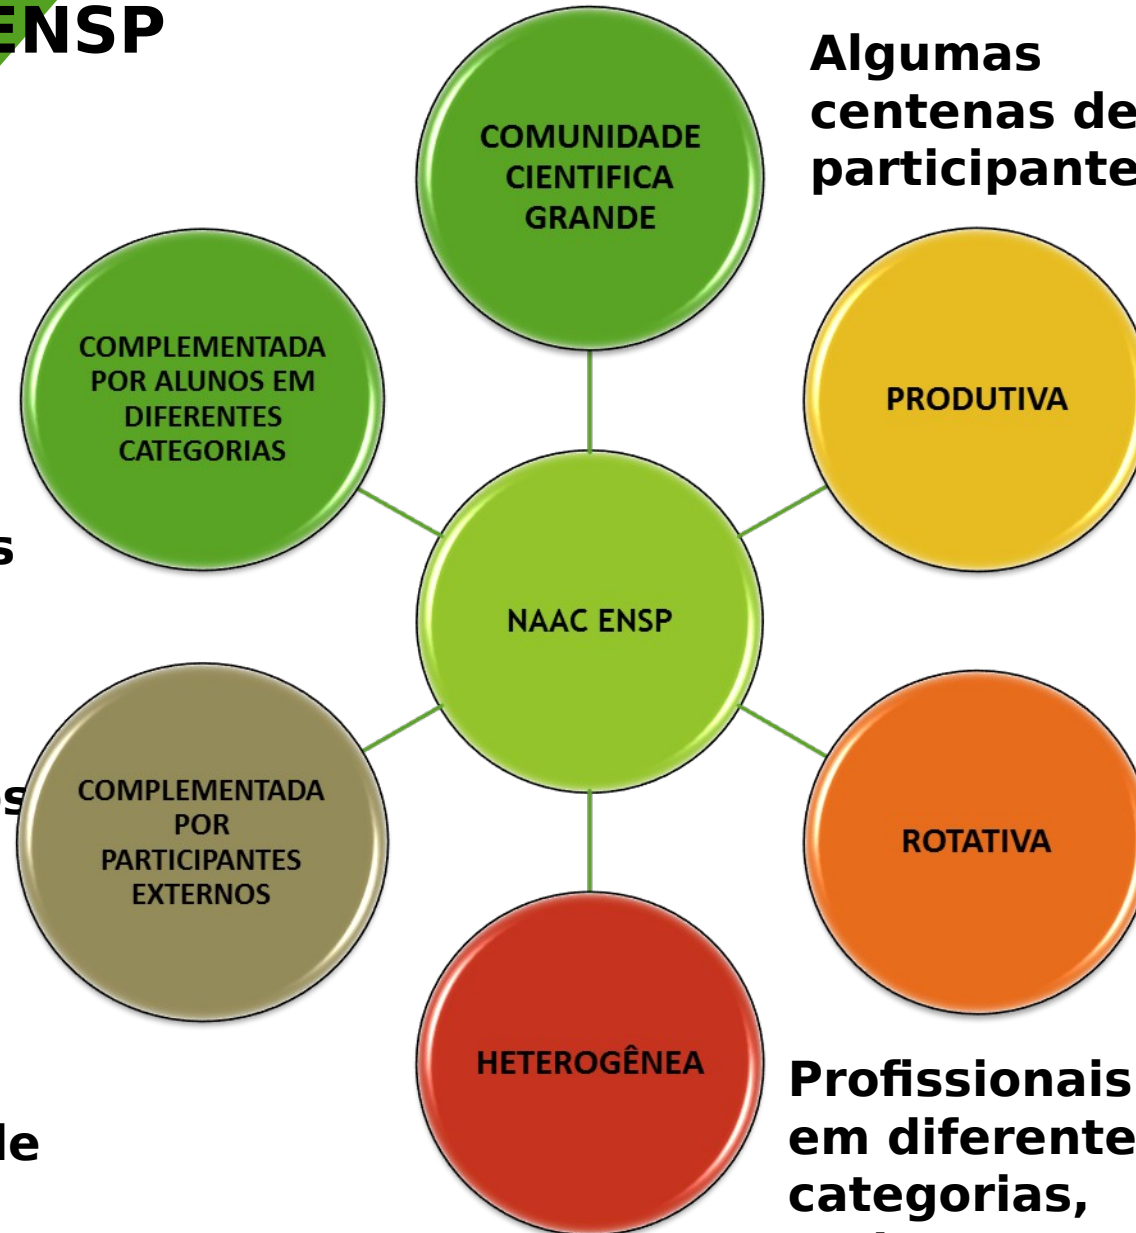 ENSP
Algumas
centenas de
participante
COMUNIDADE
CIENTIFICA
GRANDE
COMPLEMENTADA
POR ALUNOS EM
DIFERENTES
CATEGORIAS
PRODUTIVA
NAAC ENSP
COMPLEMENTADA
POR
PARTICIPANTES
EXTERNOS
ROTATIVA
HETEROGÊNEA
Profissionais
em diferente
categorias,